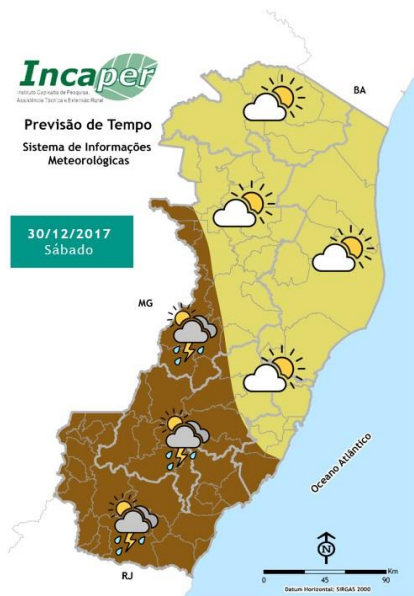 Incaper
Instituto Capixaba de Pesquisa,
Assistência Técnica e Extensão Rural
BA
Previsão de Tempo
Sistema de Informações
Meteorológicas
30/12/2017
Sábado
MG
Oceano Atlântico
RJ
N
Km
0 45 90
Datum Horizontal: SIRGAS 2000